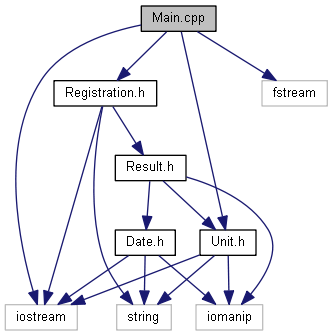 Main.cpp
Registration.h
fstream
Result.h
Date.h
Unit.h
iostream
string
iomanip